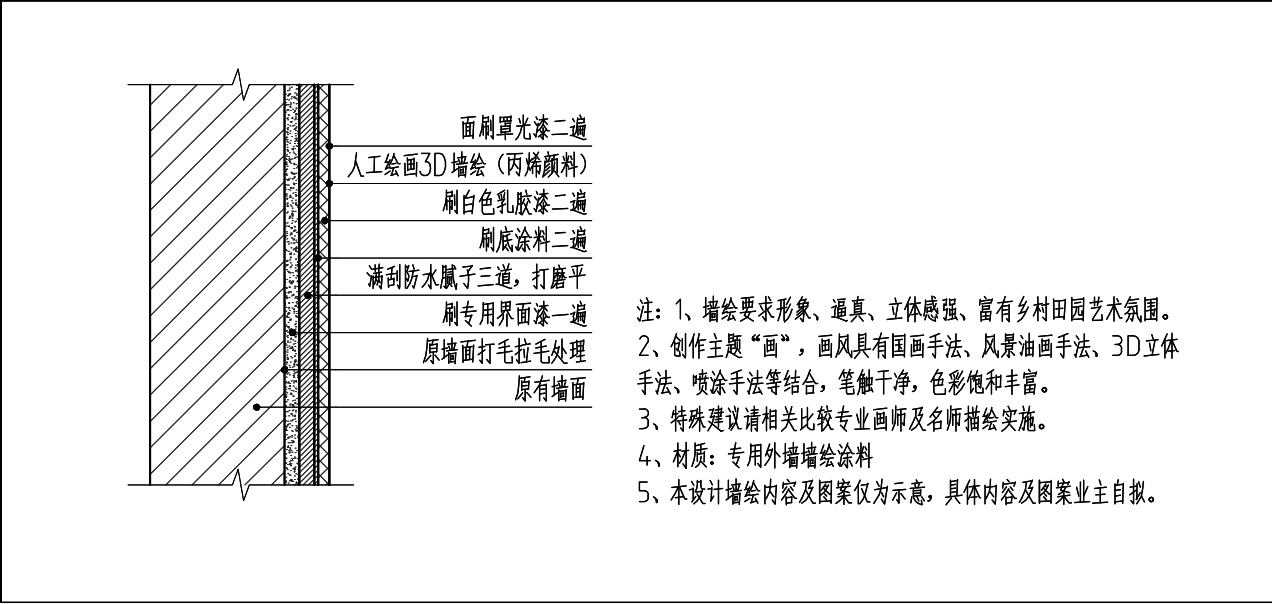 面刷罩光漆二遍
人工绘画3D墙绘（丙烯颜料）
刷白色乳胶漆二遍
刷底涂料二遍
满刮防水腻子三道，打磨平
刷专用界面漆一遍
原墙面打毛拉毛处理
原有墙面
注：1、墙绘要求形象、逼真、立体感强、富有乡村田园艺术氛围。
2、创作主题“画”，画风具有国画手法、风景油画手法、3D立体
手法、喷涂手法等结合，笔触干净，色彩饱和丰富。
3、特殊建议请相关比较专业画师及名师描绘实施。
4、材质：专用外墙墙绘涂料
5、本设计墙绘内容及图案仅为示意，具体内容及图案业主自拟。